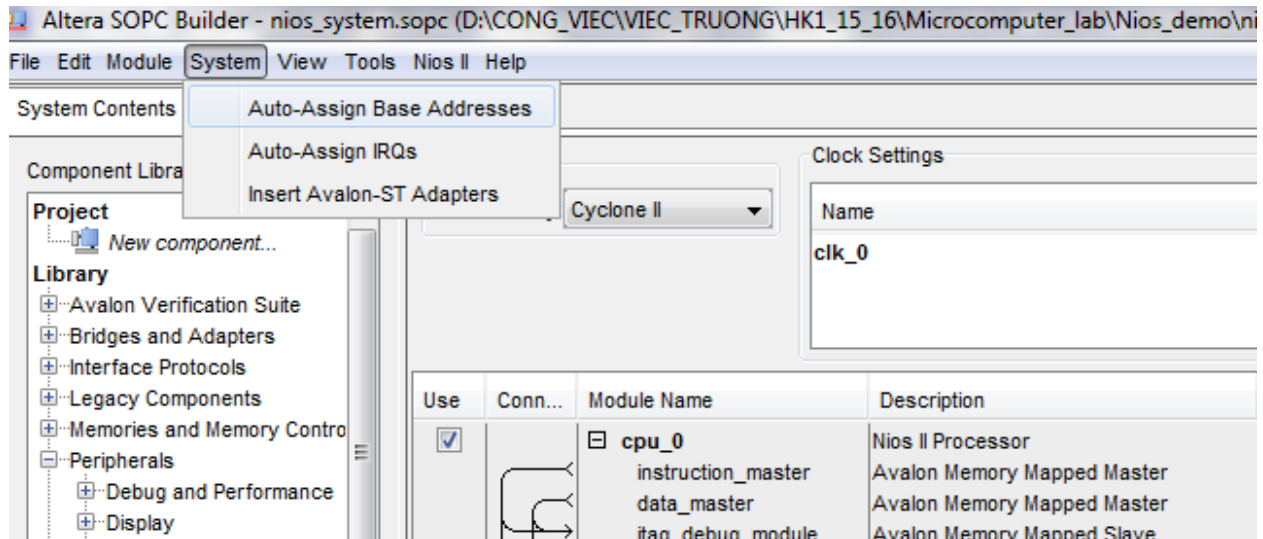 Altera SOPC Builder - nios_system.sopc (D:\CONG_VIEC\VIEC_TRUONG\HK1_15_16\Microcomputer_lab\Nios_demo\ni
File Edit Module System View Tools Nios II Help
System Contents
Auto-Assign Base Addresses
Auto-Assign IRQs
Insert Avalon-ST Adapters
Component Libra
Project
New component...
Library
Avalon Verification Suite
Bridges and Adapters
Interface Protocols
Legacy Components
Memories and Memory Contro
Peripherals
Debug and Performance
Display
Cyclone II
Clock Settings
Name
clk_0
Use Conn... Module Name Description
cpu_0 Nios II Processor
instruction_master Avalon Memory Mapped Master
data_master Avalon Memory Mapped Master
jtag_debug_module Avalon Memory Mapped Slave